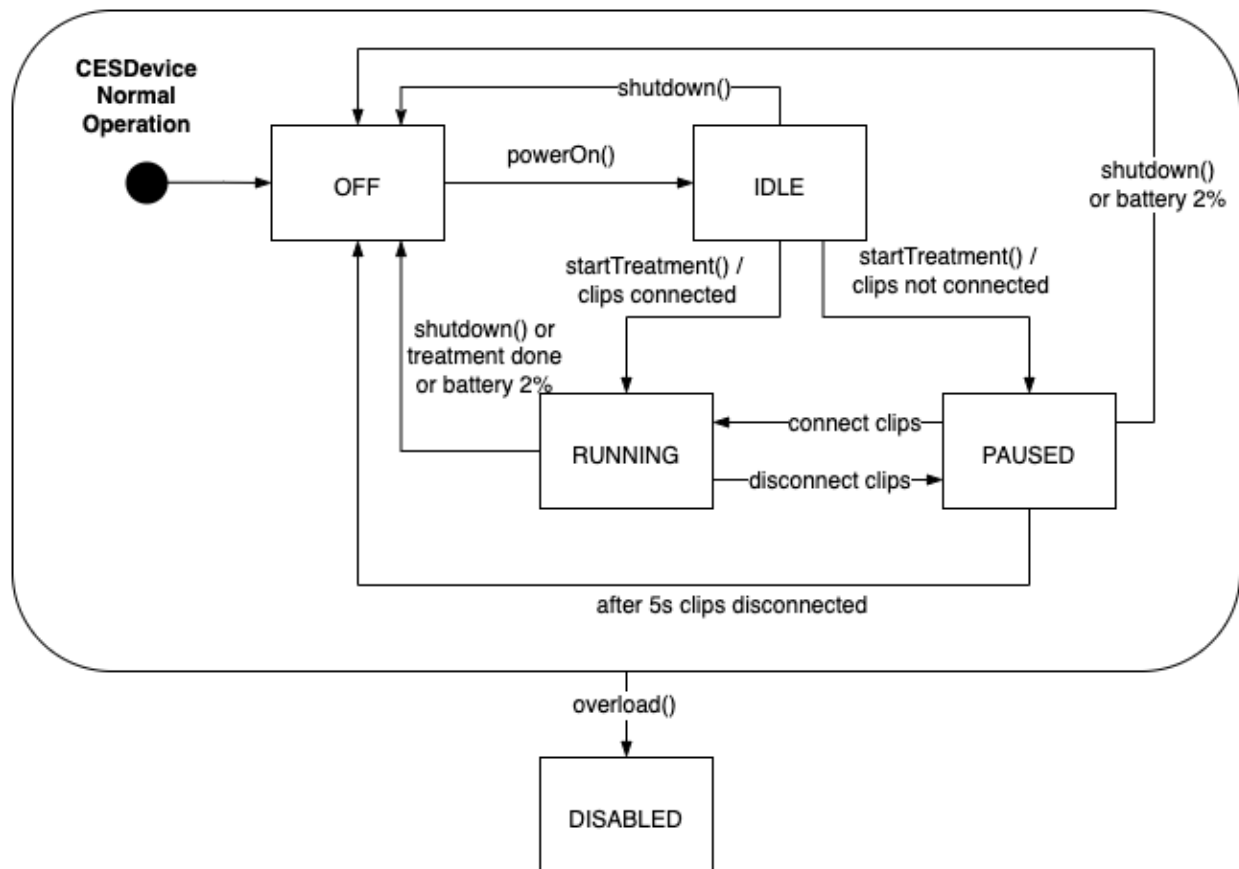 CESDevice
Normal
Operation
shutdown()
powerOn()
OFF
IDLE
shutdown()
or battery 2%
startTreatment() /
clips connected
startTreatment() /
clips not connected
shutdown() or
treatment done
or battery 2%
RUNNING
connect clips
disconnect clips
PAUSED
after 5s clips disconnected
overload()
DISABLED